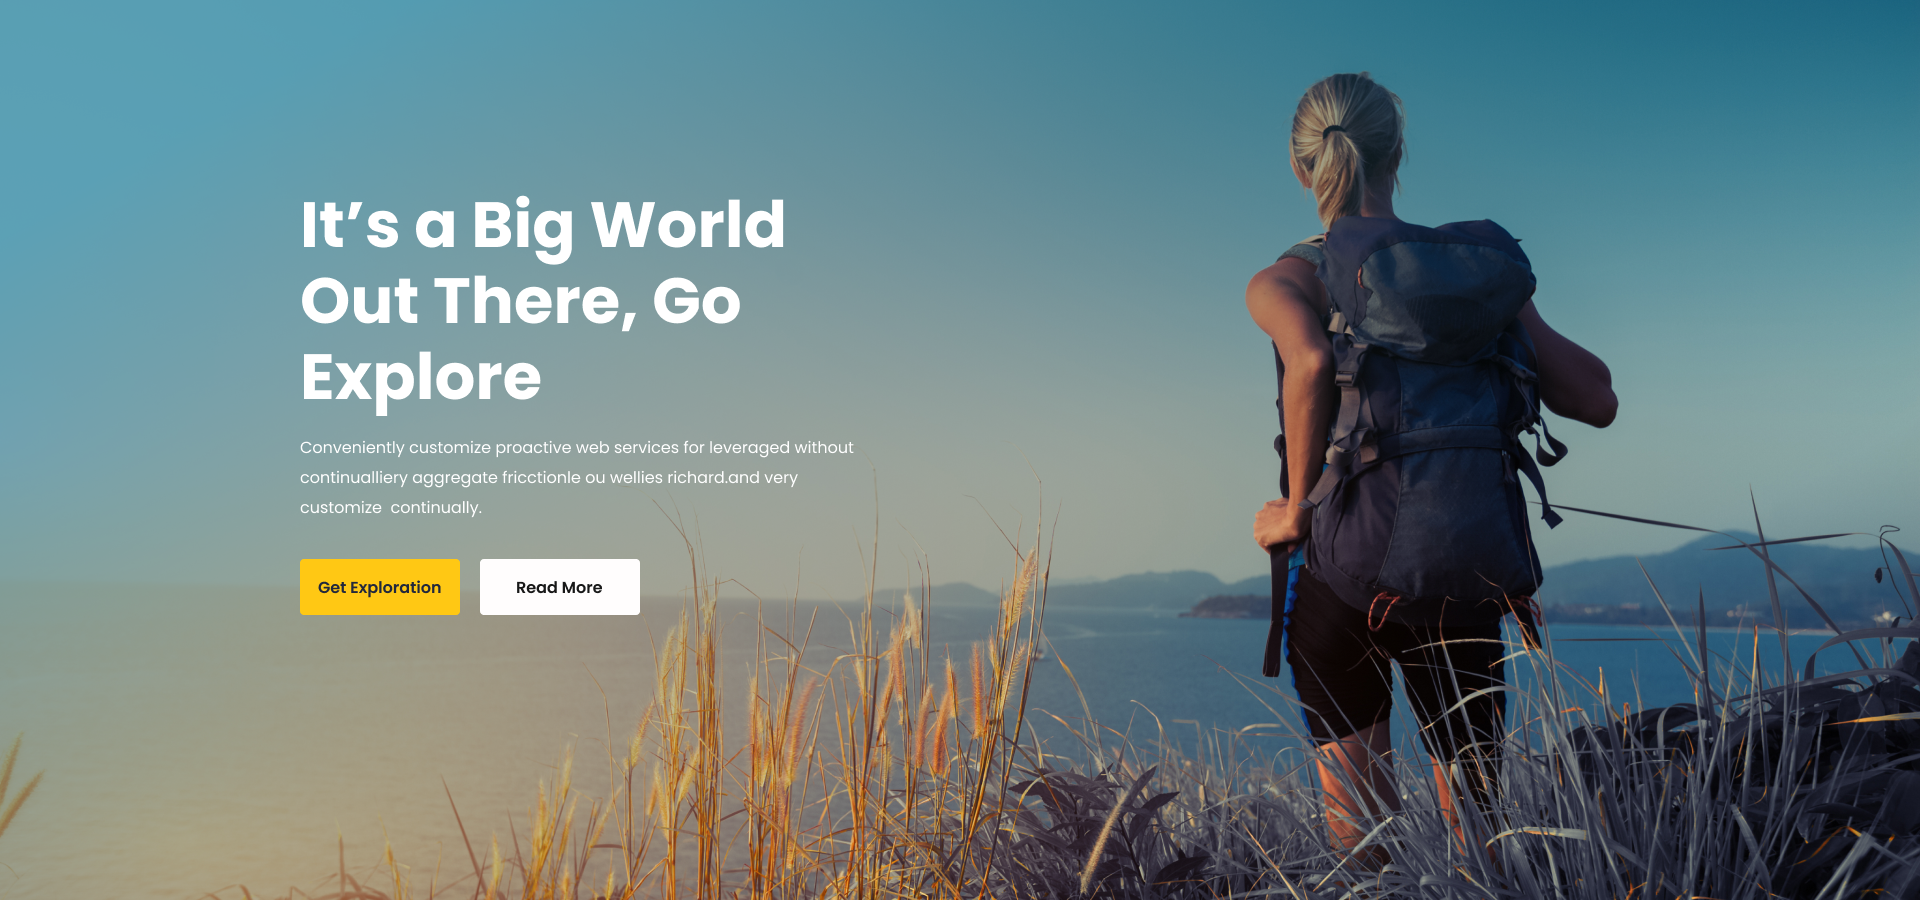 It’s a Big World
Out There, Go
Explore
Conveniently customize proactive web services for leveraged without
continualliery aggregate fricctionle ou wellies richard.and very
customize  continually.
Get Exploration
Read More